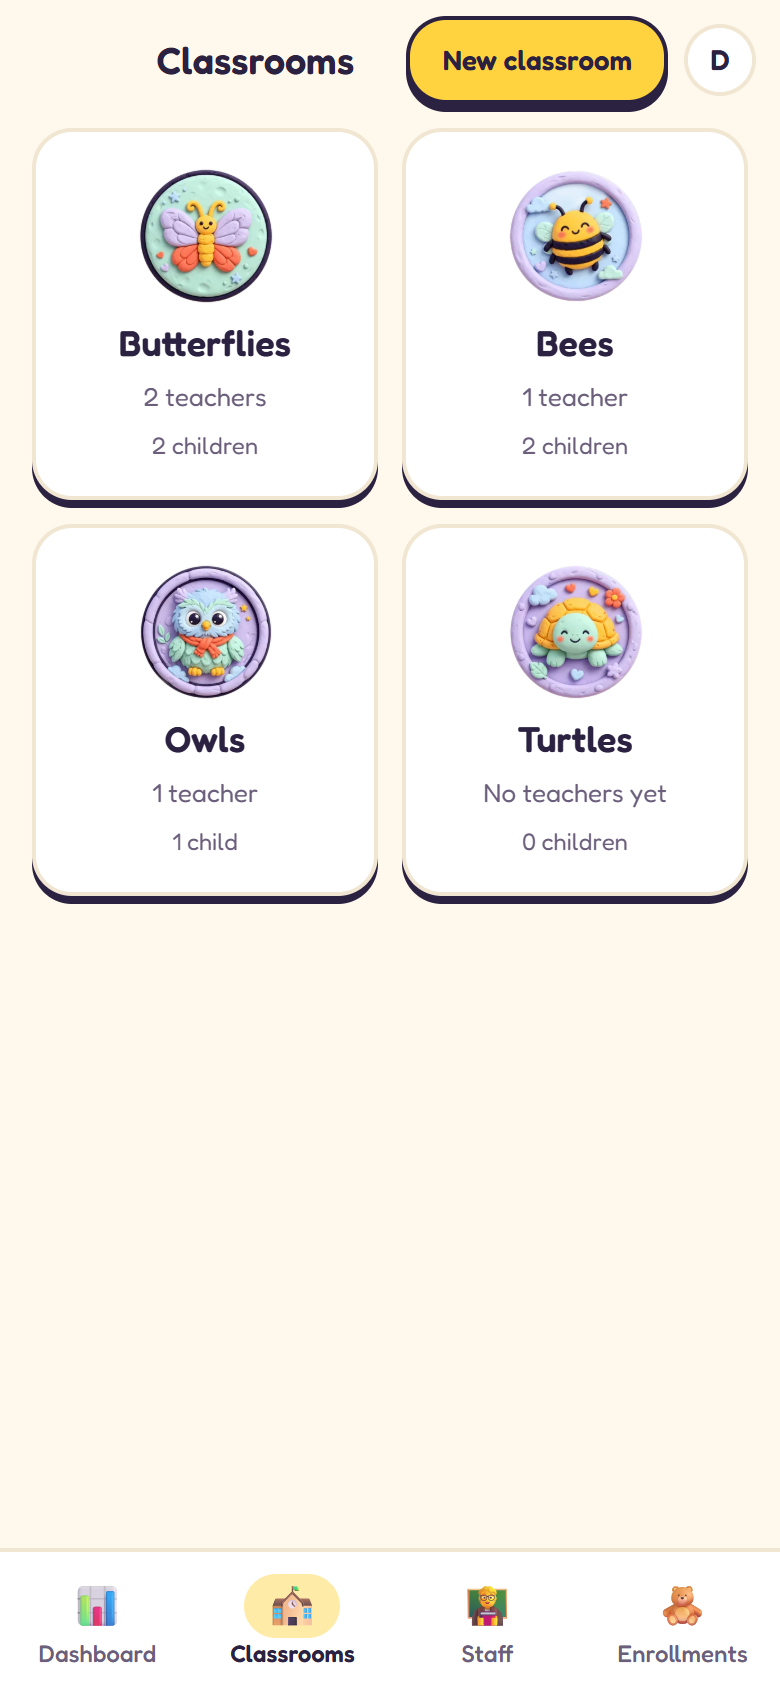 Classrooms
New classroom
D
Butterflies
2 teachers
2 children
Bees
1 teacher
2 children
Owls
1 teacher
1 child
Turtles
No teachers yet
0 children
Dashboard
Classrooms
Staff
Enrollments